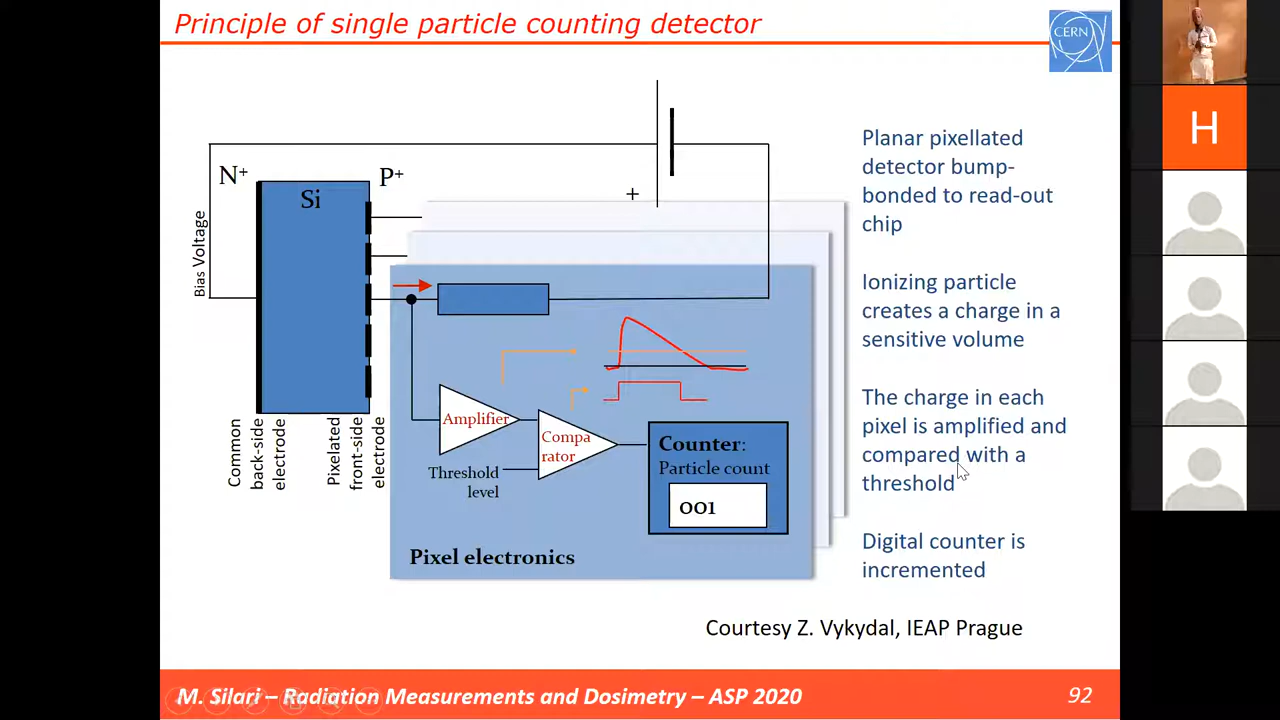 Principle of single particle counting detector
CERN
H
N+
Si
P+
+
Bias Voltage
Common
back-side
electrode
Pixelated
front-side
electrode
Amplifier
Compa
rator
Threshold
level
Counter:
Particle count
001
Pixel electronics
Planar pixellated
detector bump-
bonded to read-out
chip
Ionizing particle
creates a charge in a
sensitive volume
The charge in each
pixel is amplified and
compared with a
threshold
Digital counter is
incremented
Courtesy Z. Vykydal, IEAP Prague
M. Silari – Radiation Measurements and Dosimetry – ASP 2020
92